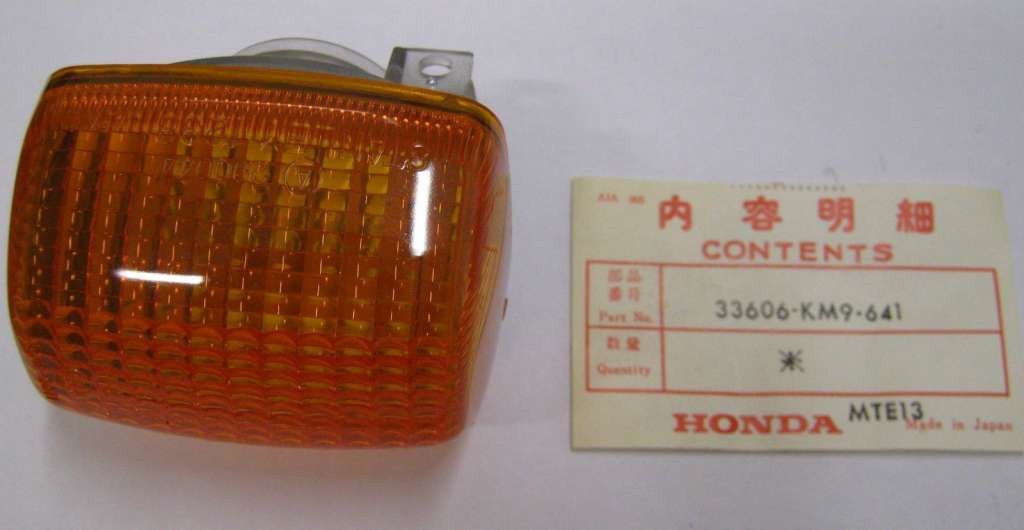 内容明細
CONTENTS
部品
番号
Part No.
33606-KM9-641
数量
Quantity
※
HONDA
MTE13
Made in Japan